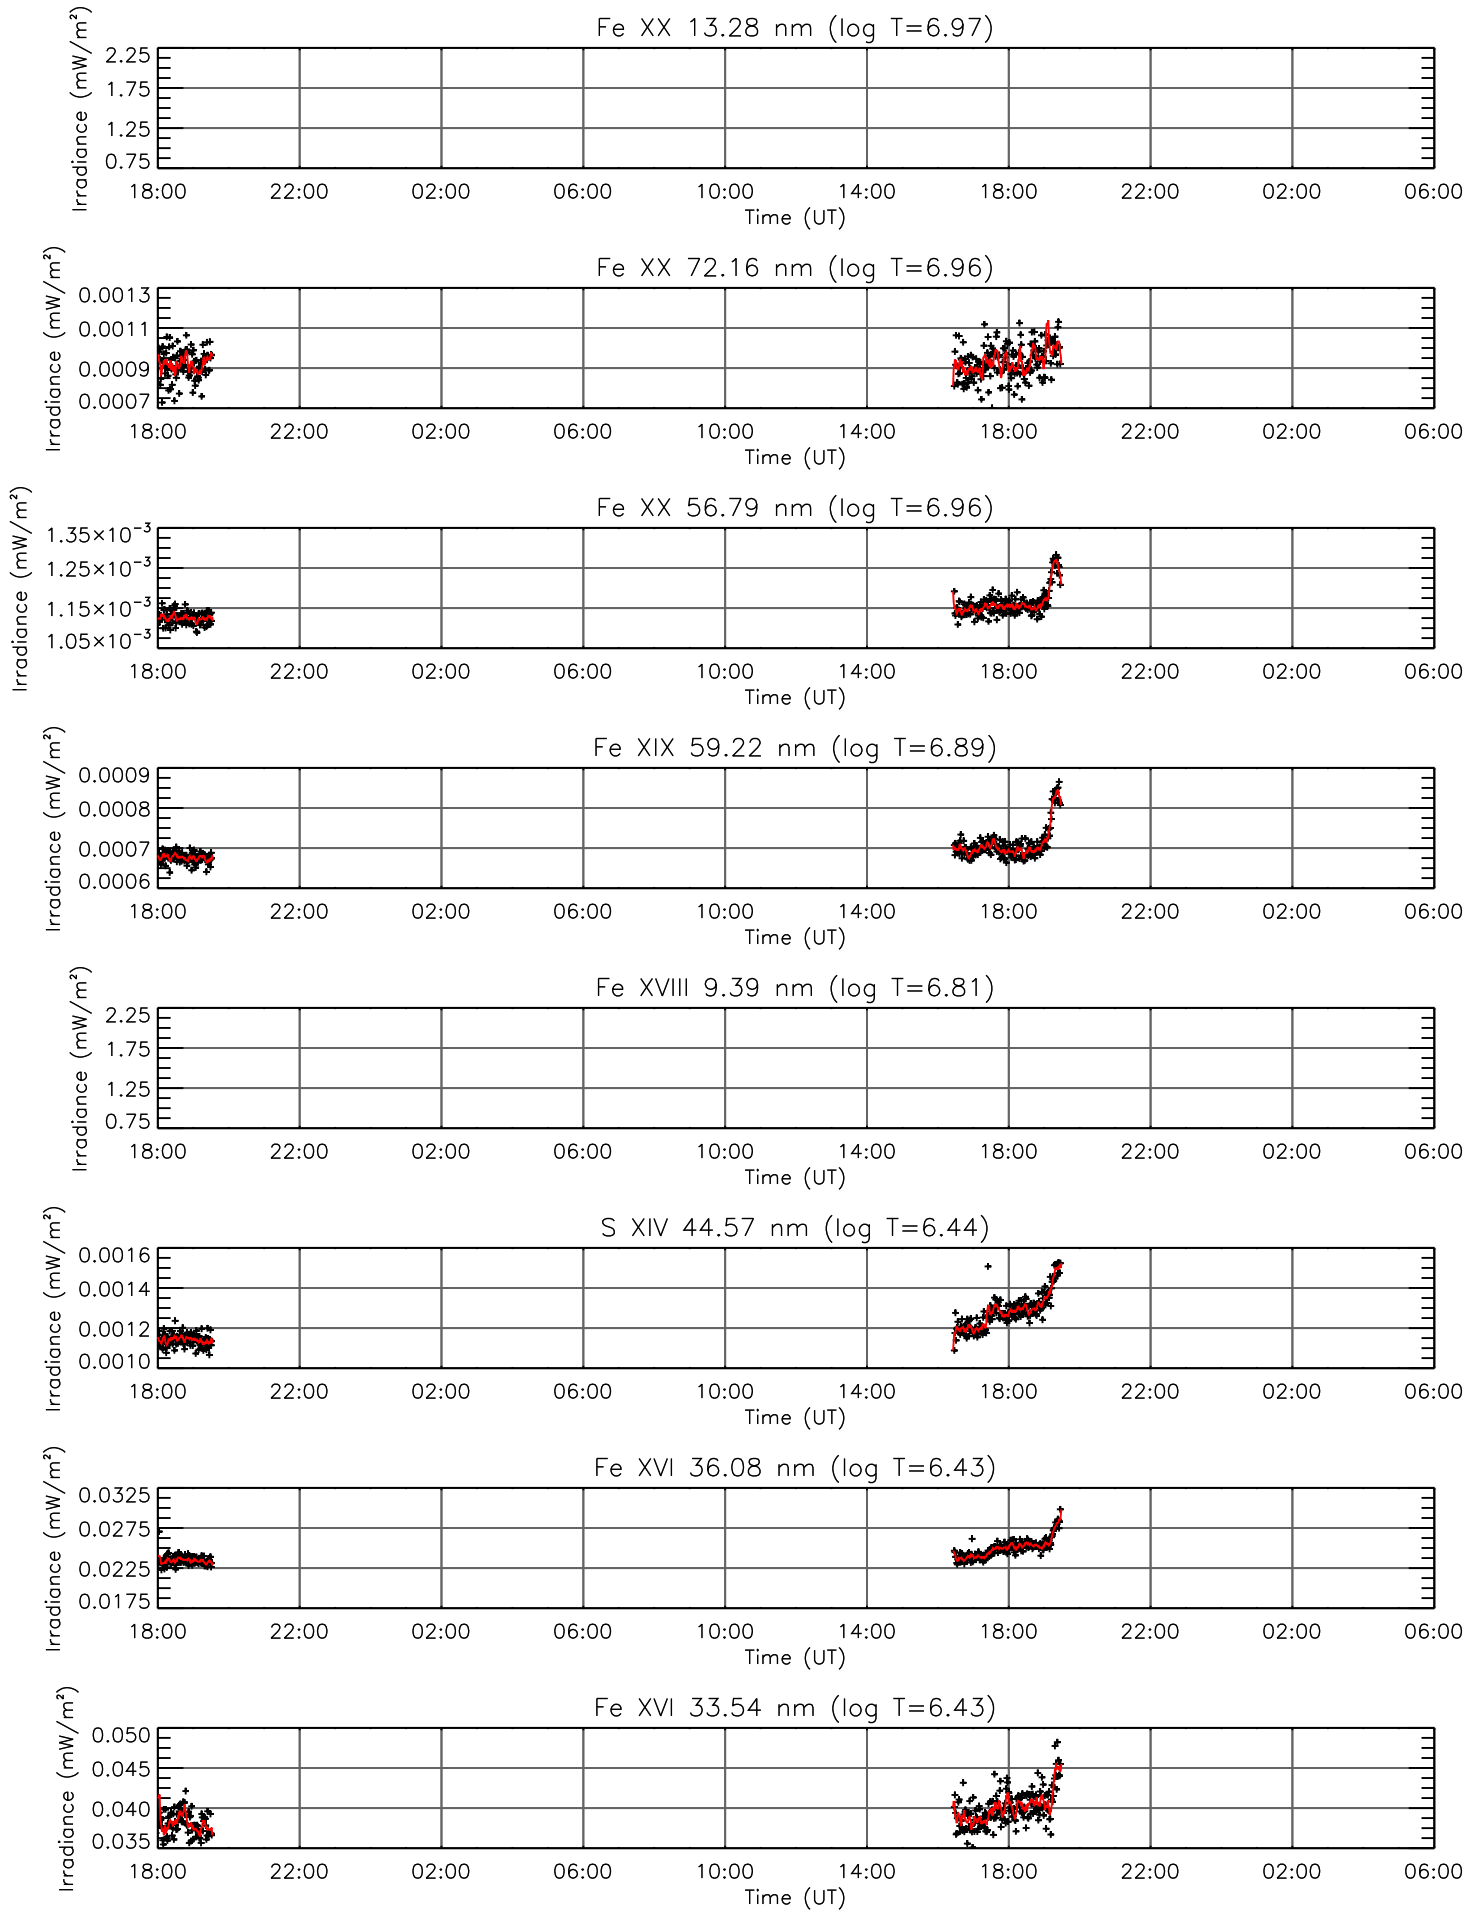 Fe XX 13.28 nm (log T=6.97)
Irradiance (mW/m²)
2.25
1.75
1.25
0.75
18:00 22:00 02:00 06:00 10:00 14:00 18:00 22:00 02:00 06:00
Time (UT)
Fe XX 72.16 nm (log T=6.96)
Irradiance (mW/m²)
0.0013
0.0011
0.0009
0.0007
18:00 22:00 02:00 06:00 10:00 14:00 18:00 22:00 02:00 06:00
Time (UT)
Fe XX 56.79 nm (log T=6.96)
Irradiance (mW/m²)
1.35×10⁻³
1.25×10⁻³
1.15×10⁻³
1.05×10⁻³
18:00 22:00 02:00 06:00 10:00 14:00 18:00 22:00 02:00 06:00
Time (UT)
Fe XIX 59.22 nm (log T=6.89)
Irradiance (mW/m²)
0.0009
0.0008
0.0007
0.0006
18:00 22:00 02:00 06:00 10:00 14:00 18:00 22:00 02:00 06:00
Time (UT)
Fe XVIII 9.39 nm (log T=6.81)
Irradiance (mW/m²)
2.25
1.75
1.25
0.75
18:00 22:00 02:00 06:00 10:00 14:00 18:00 22:00 02:00 06:00
Time (UT)
S XIV 44.57 nm (log T=6.44)
Irradiance (mW/m²)
0.0016
0.0014
0.0012
0.0010
18:00 22:00 02:00 06:00 10:00 14:00 18:00 22:00 02:00 06:00
Time (UT)
Fe XVI 36.08 nm (log T=6.43)
Irradiance (mW/m²)
0.0325
0.0275
0.0225
0.0175
18:00 22:00 02:00 06:00 10:00 14:00 18:00 22:00 02:00 06:00
Time (UT)
Fe XVI 33.54 nm (log T=6.43)
Irradiance (mW/m²)
0.050
0.045
0.040
0.035
18:00 22:00 02:00 06:00 10:00 14:00 18:00 22:00 02:00 06:00
Time (UT)